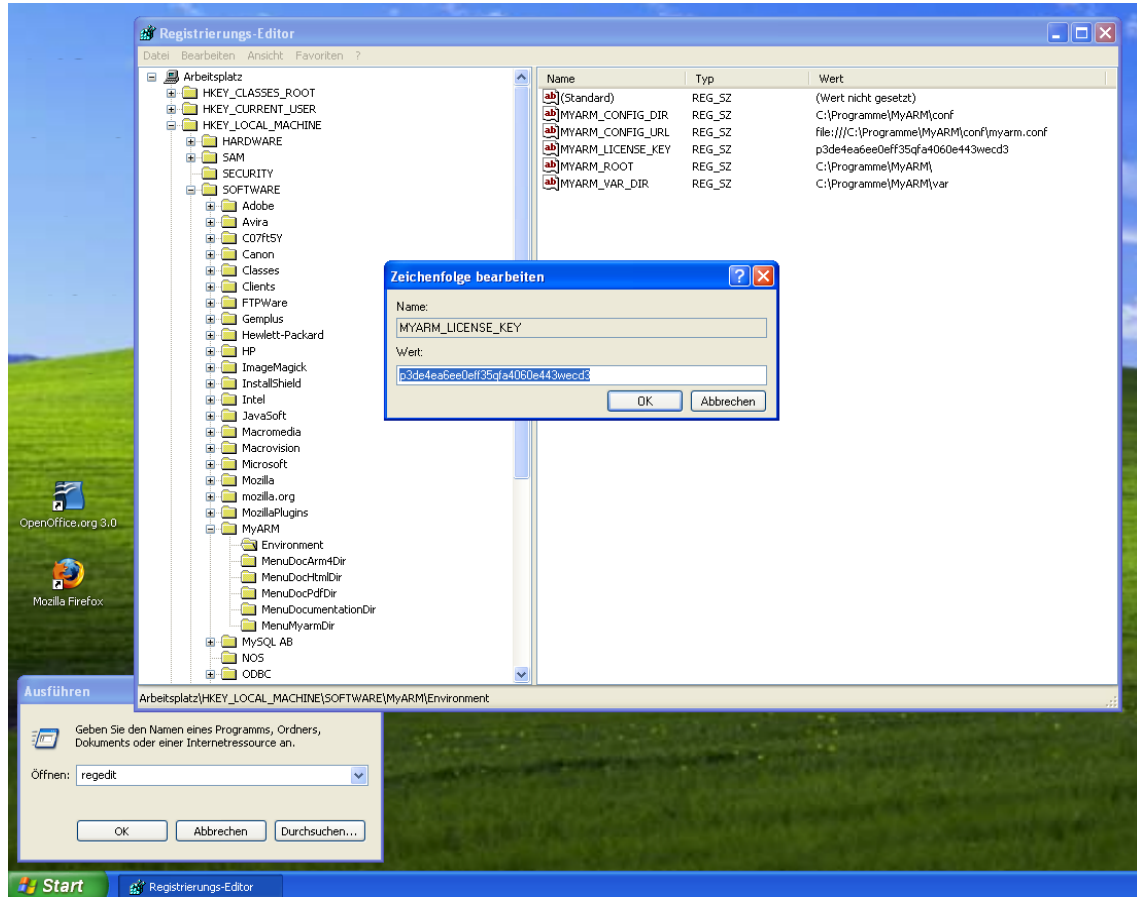 Registrierungs-Editor
Datei Bearbeiten Ansicht Favoriten ?
Arbeitsplatz
HKEY_CLASSES_ROOT
HKEY_CURRENT_USER
HKEY_LOCAL_MACHINE
HARDWARE
SAM
SECURITY
SOFTWARE
Adobe
Avira
C07ft5Y
Canon
Classes
Clients
FTPWare
Gemplus
Hewlett-Packard
HP
ImageMagick
InstallShield
Intel
JavaSoft
Macromedia
Macrovision
Microsoft
Mozilla
mozilla.org
MozillaPlugins
MyARM
Environment
MenuDocArm4Dir
MenuDocHtmlDir
MenuDocPdfDir
MenuDocumentationDir
MenuMyarmDir
MySQL AB
NOS
ODBC
Name Typ Wert
(Standard) REG_SZ (Wert nicht gesetzt)
MYARM_CONFIG_DIR REG_SZ C:\Programme\MyARM\conf
MYARM_CONFIG_URL REG_SZ file:///C:\Programme\MyARM\conf\myarm.conf
MYARM_LICENSE_KEY REG_SZ p3de4ea6ee0eff35qfa4060e443wecd3
MYARM_ROOT REG_SZ C:\Programme\MyARM\
MYARM_VAR_DIR REG_SZ C:\Programme\MyARM\var
Zeichenfolge bearbeiten
Name:
MYARM_LICENSE_KEY
Wert:
p3de4ea6ee0eff35qfa4060e443wecd3
OK Abbrechen
Arbeitsplatz\HKEY_LOCAL_MACHINE\SOFTWARE\MyARM\Environment
OpenOffice.org 3.0
Mozilla Firefox
Ausführen
Geben Sie den Namen eines Programms, Ordners,
Dokuments oder einer Internetressource an.
Öffnen: regedit
OK Abbrechen Durchsuchen...
Start Registrierungs-Editor